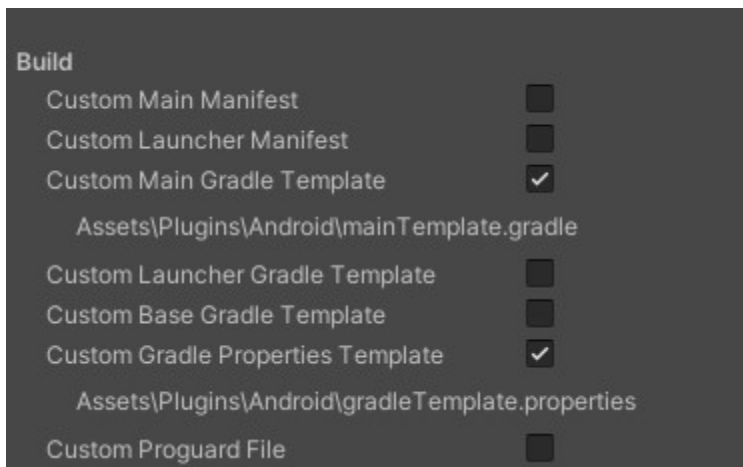 Build
Custom Main Manifest
Custom Launcher Manifest
Custom Main Gradle Template
Assets\Plugins\Android\mainTemplate.gradle
Custom Launcher Gradle Template
Custom Base Gradle Template
Custom Gradle Properties Template
Assets\Plugins\Android\gradleTemplate.properties
Custom Proguard File